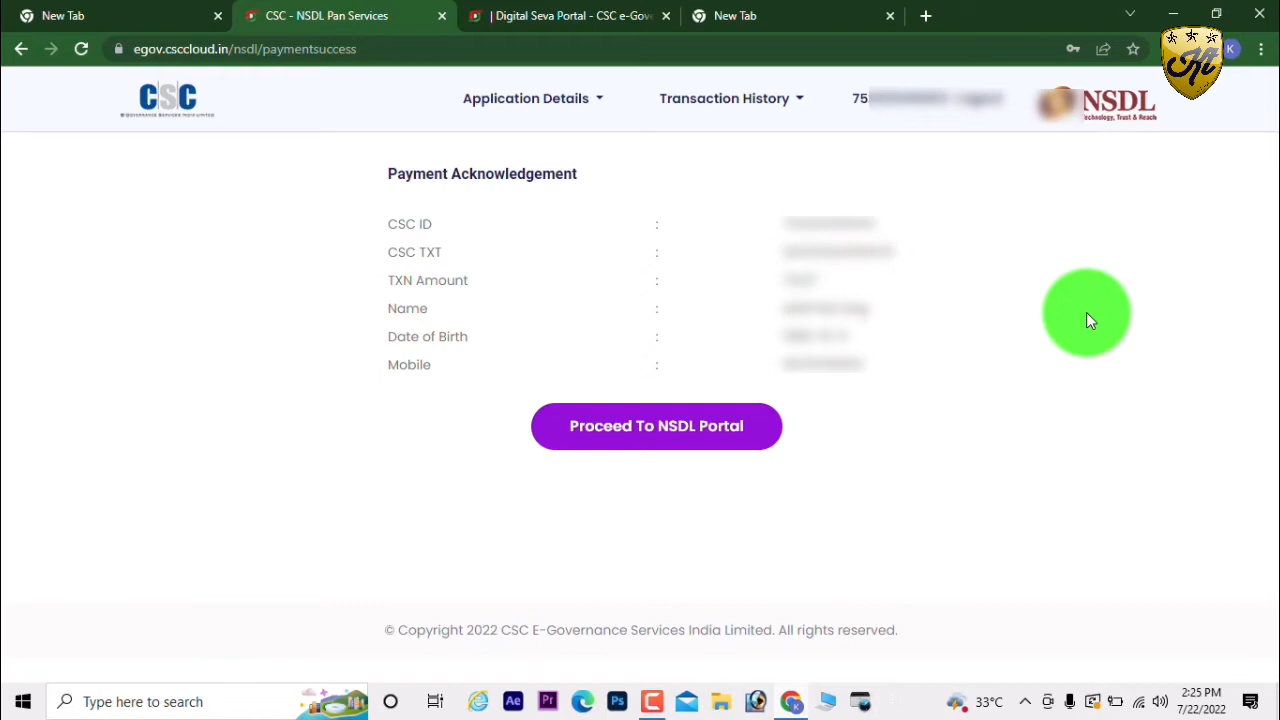 New Tab
CSC - NSDL Pan Services
| Digital Seva Portal - CSC e-Gov
New Tab
egov.csccloud.in/nsdl/paymentsuccess
K
CSC
Application Details
Transaction History
75
NSDL
Technology, Trust & Reach
Payment Acknowledgement
CSC ID :
CSC TXT :
TXN Amount :
Name :
Date of Birth :
Mobile :
Proceed To NSDL Portal
© Copyright 2022 CSC E-Governance Services India Limited. All rights reserved.
Type here to search
Ae
Pr
Ps
K
33°C
2:25 PM
7/22/2022